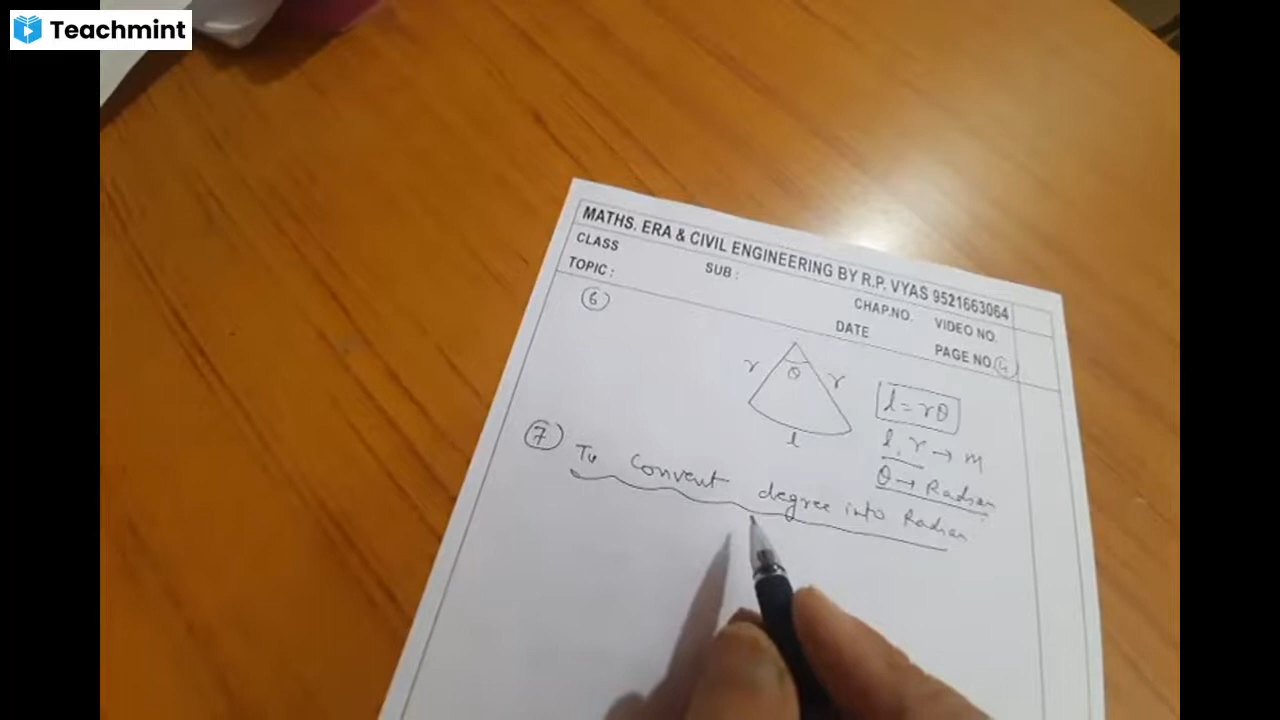 Teachmint
MATHS. ERA & CIVIL ENGINEERING BY R.P. VYAS 9521663064
CLASS
SUB :
CHAP.NO.
VIDEO NO.
TOPIC :
DATE
PAGE NO. 4
6
r
θ
r
l
l = rθ
l, r → m
θ → Radian
7 To convert degree into Radian